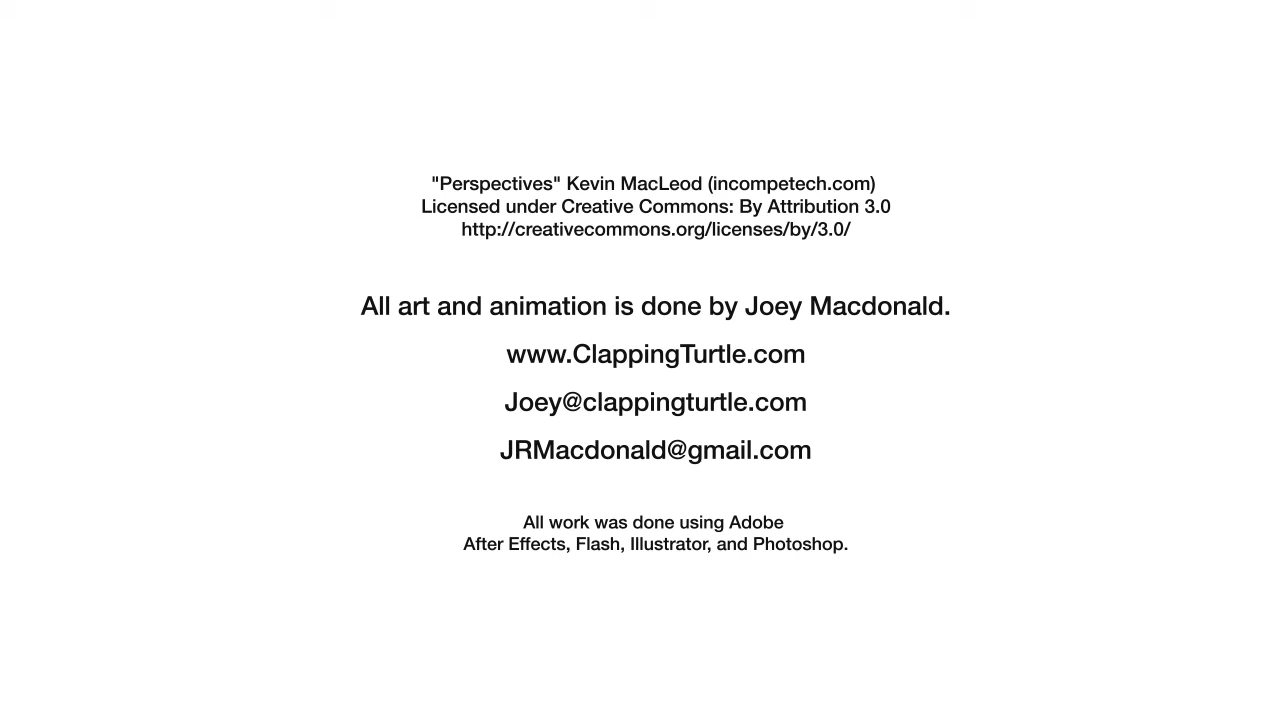 "Perspectives" Kevin MacLeod (incompetech.com)
Licensed under Creative Commons: By Attribution 3.0
http://creativecommons.org/licenses/by/3.0/
All art and animation is done by Joey Macdonald.
www.ClappingTurtle.com
Joey@clappingturtle.com
JRMacdonald@gmail.com
All work was done using Adobe
After Effects, Flash, Illustrator, and Photoshop.